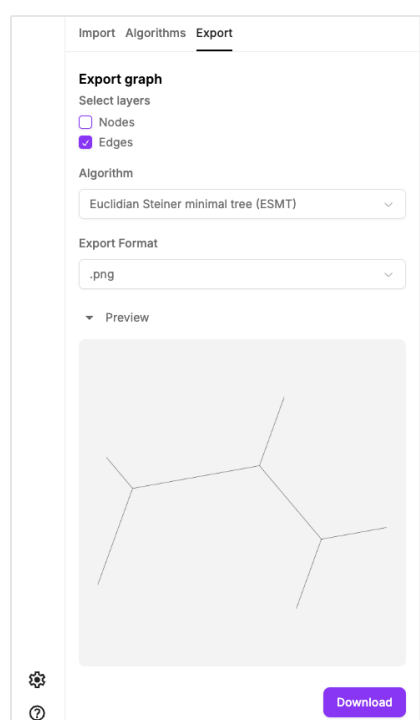 Import Algorithms Export
Export graph
Select layers
Nodes
Edges
Algorithm
Euclidian Steiner minimal tree (ESMT)
Export Format
.png
Preview
Download